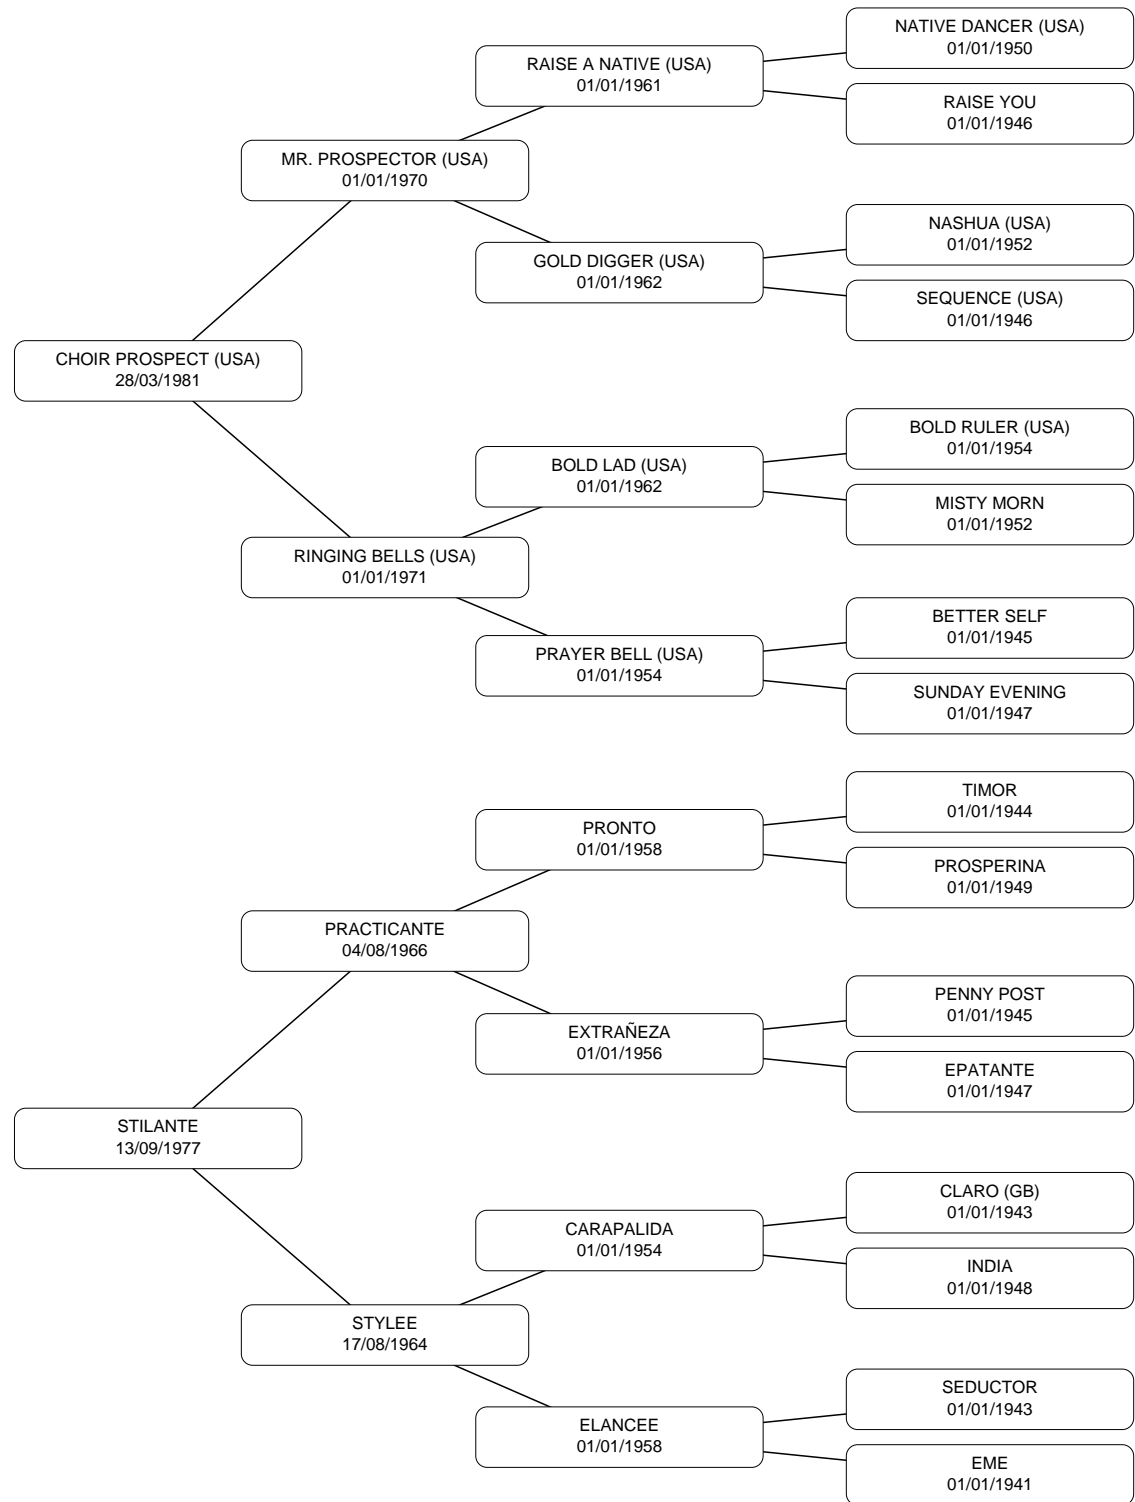 NATIVE DANCER (USA)
01/01/1950
RAISE A NATIVE (USA)
01/01/1961
RAISE YOU
01/01/1946
MR. PROSPECTOR (USA)
01/01/1970
NASHUA (USA)
01/01/1952
GOLD DIGGER (USA)
01/01/1962
SEQUENCE (USA)
01/01/1946
CHOIR PROSPECT (USA)
28/03/1981
BOLD RULER (USA)
01/01/1954
BOLD LAD (USA)
01/01/1962
MISTY MORN
01/01/1952
RINGING BELLS (USA)
01/01/1971
BETTER SELF
01/01/1945
PRAYER BELL (USA)
01/01/1954
SUNDAY EVENING
01/01/1947
TIMOR
01/01/1944
PRONTO
01/01/1958
PROSPERINA
01/01/1949
PRACTICANTE
04/08/1966
PENNY POST
01/01/1945
EXTRAÑEZA
01/01/1956
EPATANTE
01/01/1947
STILANTE
13/09/1977
CLARO (GB)
01/01/1943
CARAPALIDA
01/01/1954
INDIA
01/01/1948
STYLEE
17/08/1964
SEDUCTOR
01/01/1943
ELANCEE
01/01/1958
EME
01/01/1941